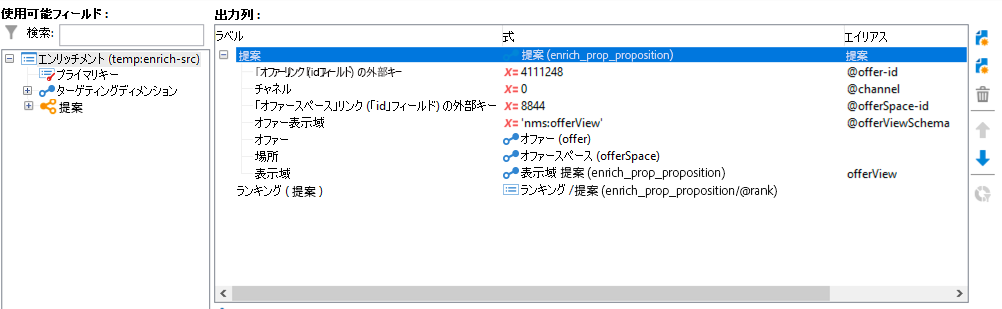 使用可能フィールド:
検索:
エンリッチメント (temp:enrich-src)
プライマリキー
ターゲティングディメンション
提案
出力列:
ラベル 式 エイリアス
提案 提案 (enrich_prop_proposition) 提案
「オファーリンク「id」フィールド) の外部キー X= 4111248 @offer-id
チャネル X= 0 @channel
「オファースペース」リンク (「id」フィールド) の外部キー X= 8844 @offerSpace-id
オファー表示域 X= 'nms:offerView' @offerViewSchema
オファー オファー (offer)
場所 オファースペース (offerSpace)
表示域 表示域 提案 (enrich_prop_proposition) offerView
ランキング ( 提案 ) ランキング /提案 (enrich_prop_proposition/@rank)